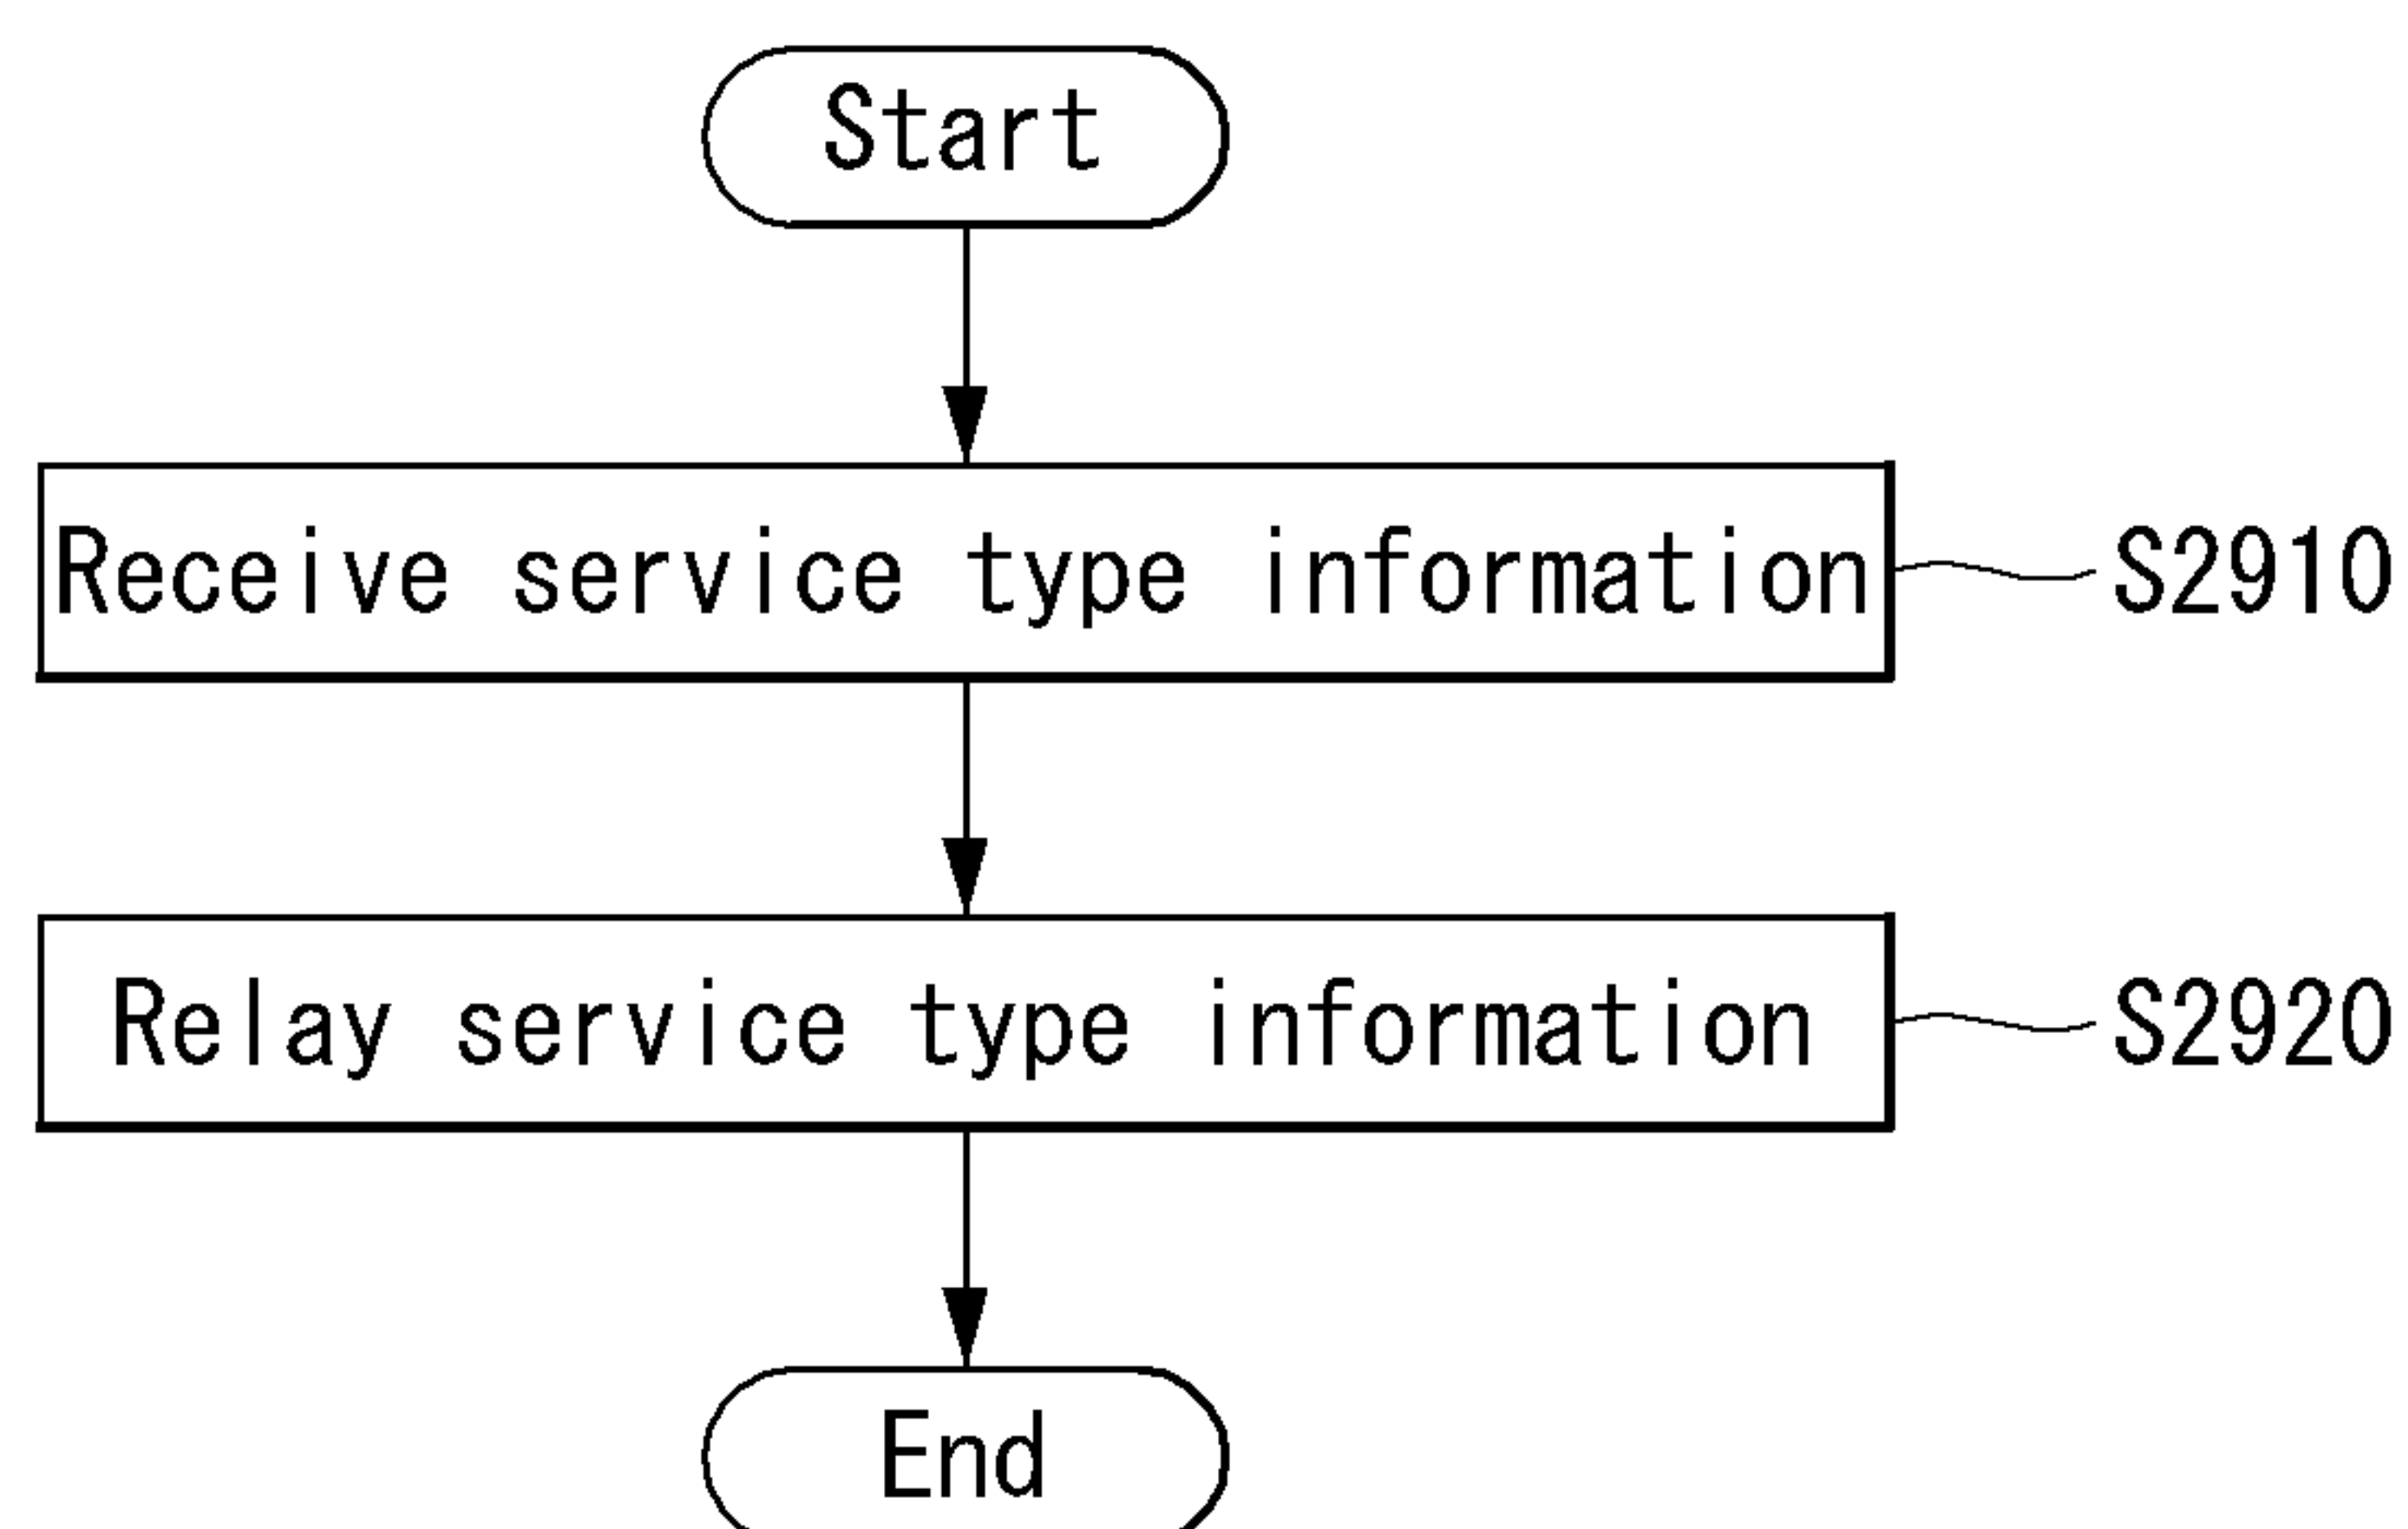 Start
Receive service type information S2910
Relay service type information S2920
End